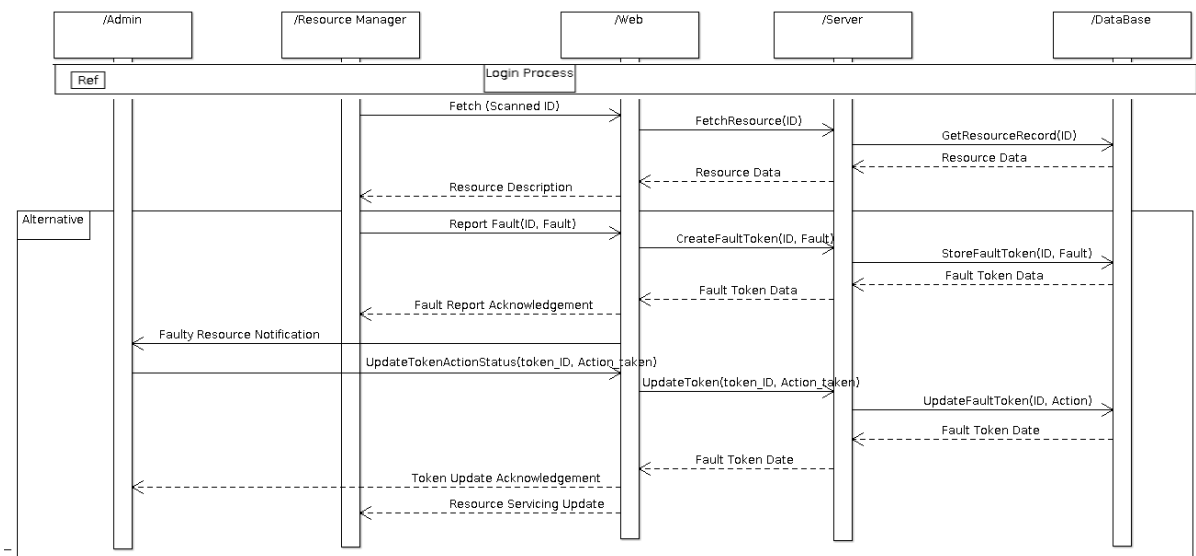 /Admin
/Resource Manager
/Web
/Server
/DataBase
Ref
Login Process
Fetch (Scanned ID)
FetchResource(ID)
GetResourceRecord(ID)
Resource Data
Resource Data
Resource Description
Alternative
Report Fault(ID, Fault)
CreateFaultToken(ID, Fault)
StoreFaultToken(ID, Fault)
Fault Token Data
Fault Token Data
Fault Report Acknowledgement
Faulty Resource Notification
UpdateTokenActionStatus(token_ID, Action_taken)
UpdateToken(token_ID, Action_taken)
UpdateFaultToken(ID, Action)
Fault Token Date
Fault Token Date
Token Update Acknowledgement
Resource Servicing Update